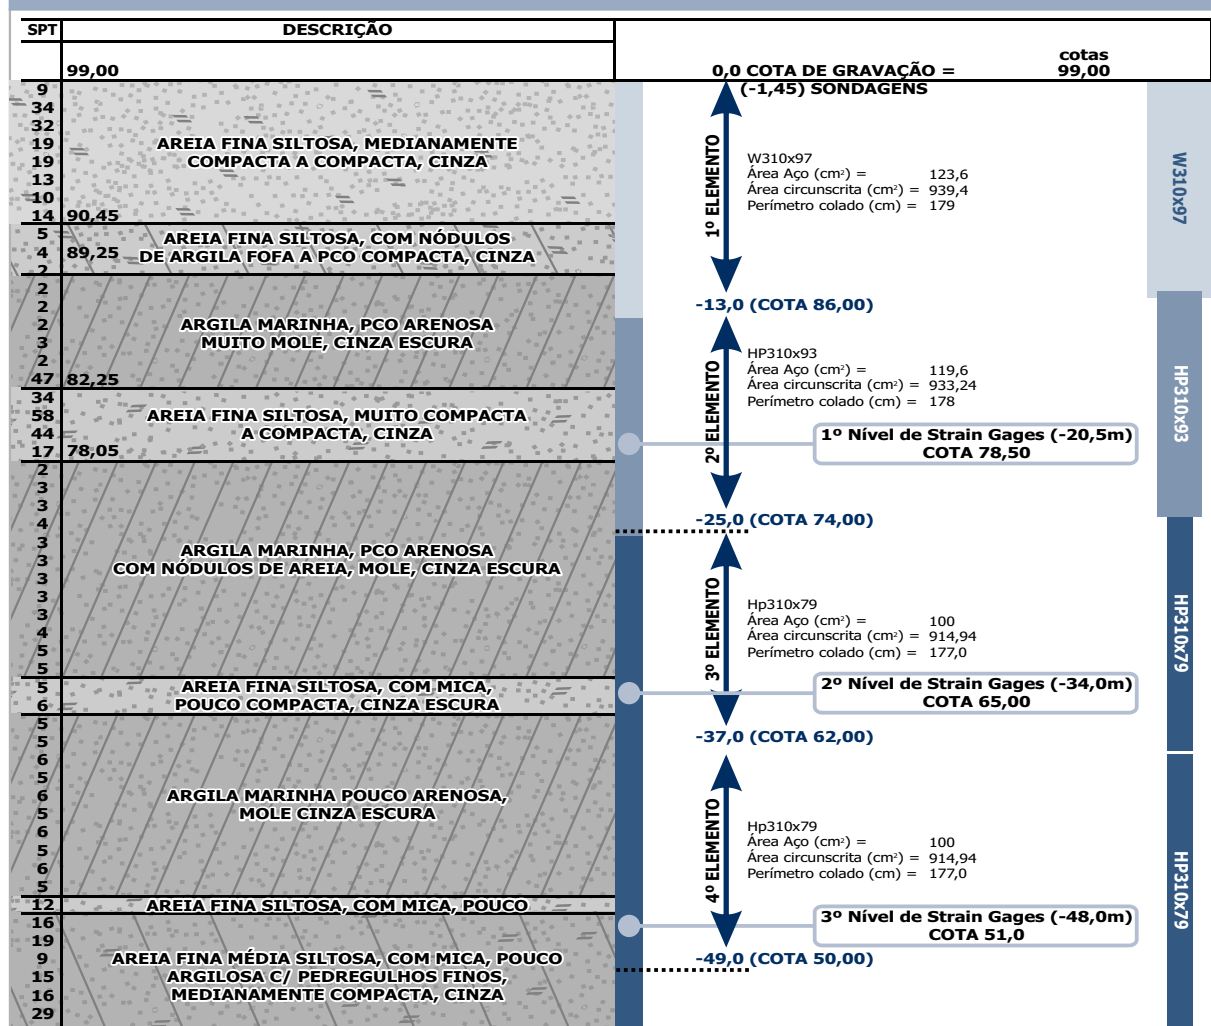 SPT
DESCRIÇÃO
cotas
99,00
0,0 COTA DE GRAVAÇÃO = 99,00
(-1,45) SONDAGENS
9
34
32
19
19
13
10
14
AREIA FINA SILTOSA, MEDIANAMENTE
COMPACTA A COMPACTA, CINZA
90,45
5
4
2
AREIA FINA SILTOSA, COM NÓDULOS
DE ARGILA FOFA A PCO COMPACTA, CINZA
89,25
2
2
2
3
2
47
ARGILA MARINHA, PCO ARENOSA
MUITO MOLE, CINZA ESCURA
82,25
34
58
44
17
AREIA FINA SILTOSA, MUITO COMPACTA
A COMPACTA, CINZA
78,05
2
3
3
4
3
3
3
3
3
4
5
5
ARGILA MARINHA, PCO ARENOSA
COM NÓDULOS DE AREIA, MOLE, CINZA ESCURA
5
6
AREIA FINA SILTOSA, COM MICA,
POUCO COMPACTA, CINZA ESCURA
5
5
6
5
6
5
6
5
6
5
ARGILA MARINHA POUCO ARENOSA,
MOLE CINZA ESCURA
12
AREIA FINA SILTOSA, COM MICA, POUCO
16
19
9
15
16
29
AREIA FINA MÉDIA SILTOSA, COM MICA, POUCO
ARGILOSA C/ PEDREGULHOS FINOS,
MEDIANAMENTE COMPACTA, CINZA
1º ELEMENTO
W310x97
Área Aço (cm²) = 123,6
Área circunscrita (cm²) = 939,4
Perímetro colado (cm) = 179
W310x97
-13,0 (COTA 86,00)
2º ELEMENTO
HP310x93
Área Aço (cm²) = 119,6
Área circunscrita (cm²) = 933,24
Perímetro colado (cm) = 178
HP310x93
1º Nível de Strain Gages (-20,5m)
COTA 78,50
-25,0 (COTA 74,00)
3º ELEMENTO
Hp310x79
Área Aço (cm²) = 100
Área circunscrita (cm²) = 914,94
Perímetro colado (cm) = 177,0
HP310x79
2º Nível de Strain Gages (-34,0m)
COTA 65,00
-37,0 (COTA 62,00)
4º ELEMENTO
Hp310x79
Área Aço (cm²) = 100
Área circunscrita (cm²) = 914,94
Perímetro colado (cm) = 177,0
HP310x79
3º Nível de Strain Gages (-48,0m)
COTA 51,0
-49,0 (COTA 50,00)